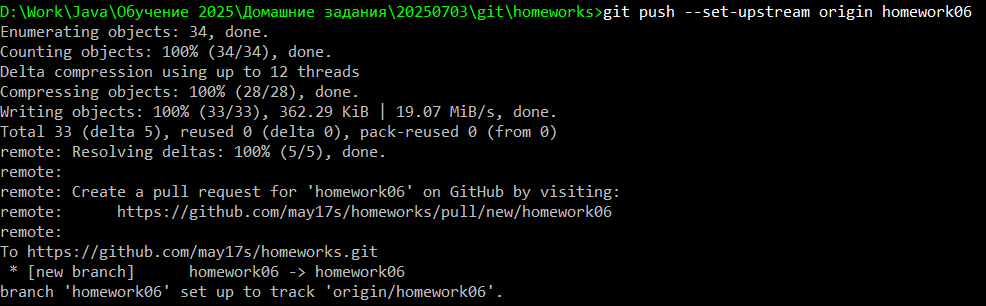 D:\Work\Java\Обучение 2025\Домашние задания\20250703\git\homeworks>git push --set-upstream origin homework06
Enumerating objects: 34, done.
Counting objects: 100% (34/34), done.
Delta compression using up to 12 threads
Compressing objects: 100% (28/28), done.
Writing objects: 100% (33/33), 362.29 KiB | 19.07 MiB/s, done.
Total 33 (delta 5), reused 0 (delta 0), pack-reused 0 (from 0)
remote: Resolving deltas: 100% (5/5), done.
remote:
remote: Create a pull request for 'homework06' on GitHub by visiting:
remote:      https://github.com/may17s/homeworks/pull/new/homework06
remote:
To https://github.com/may17s/homeworks.git
 * [new branch]      homework06 -> homework06
branch 'homework06' set up to track 'origin/homework06'.